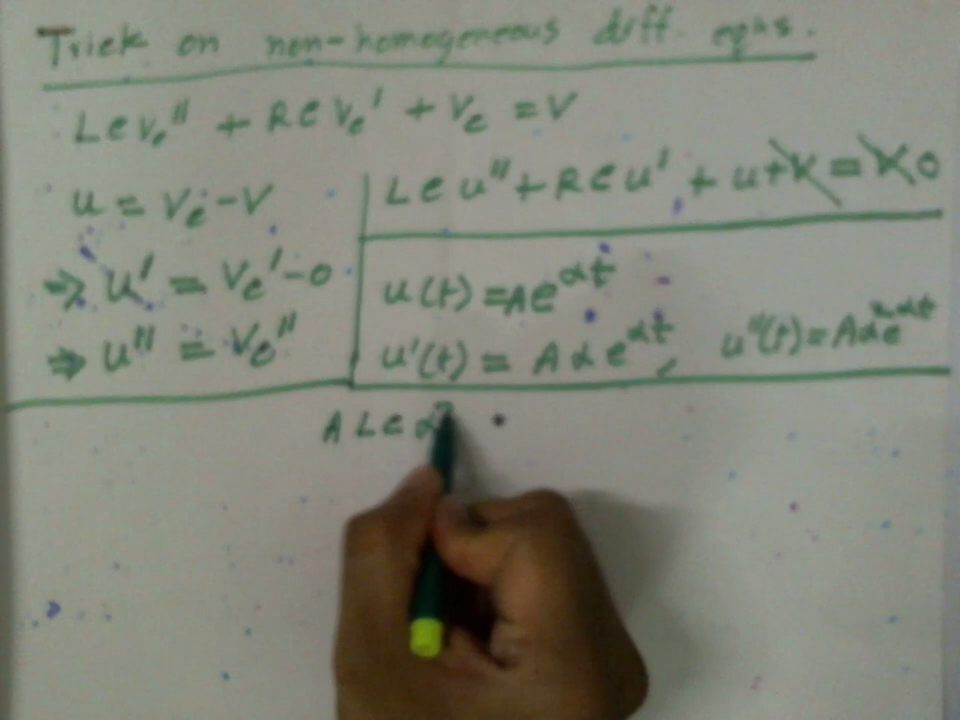 Trick on non-homogeneous diff. eqns.
LCVc'' + RCVc' + Vc = V
u = Vc - V
⇒ u' = Vc' - 0
⇒ u'' = Vc''
LCu'' + RCu' + u + V = V 0
u(t) = Ae^αt
u'(t) = Aαe^αt, u''(t) = Aα²e^αt
ALCα²